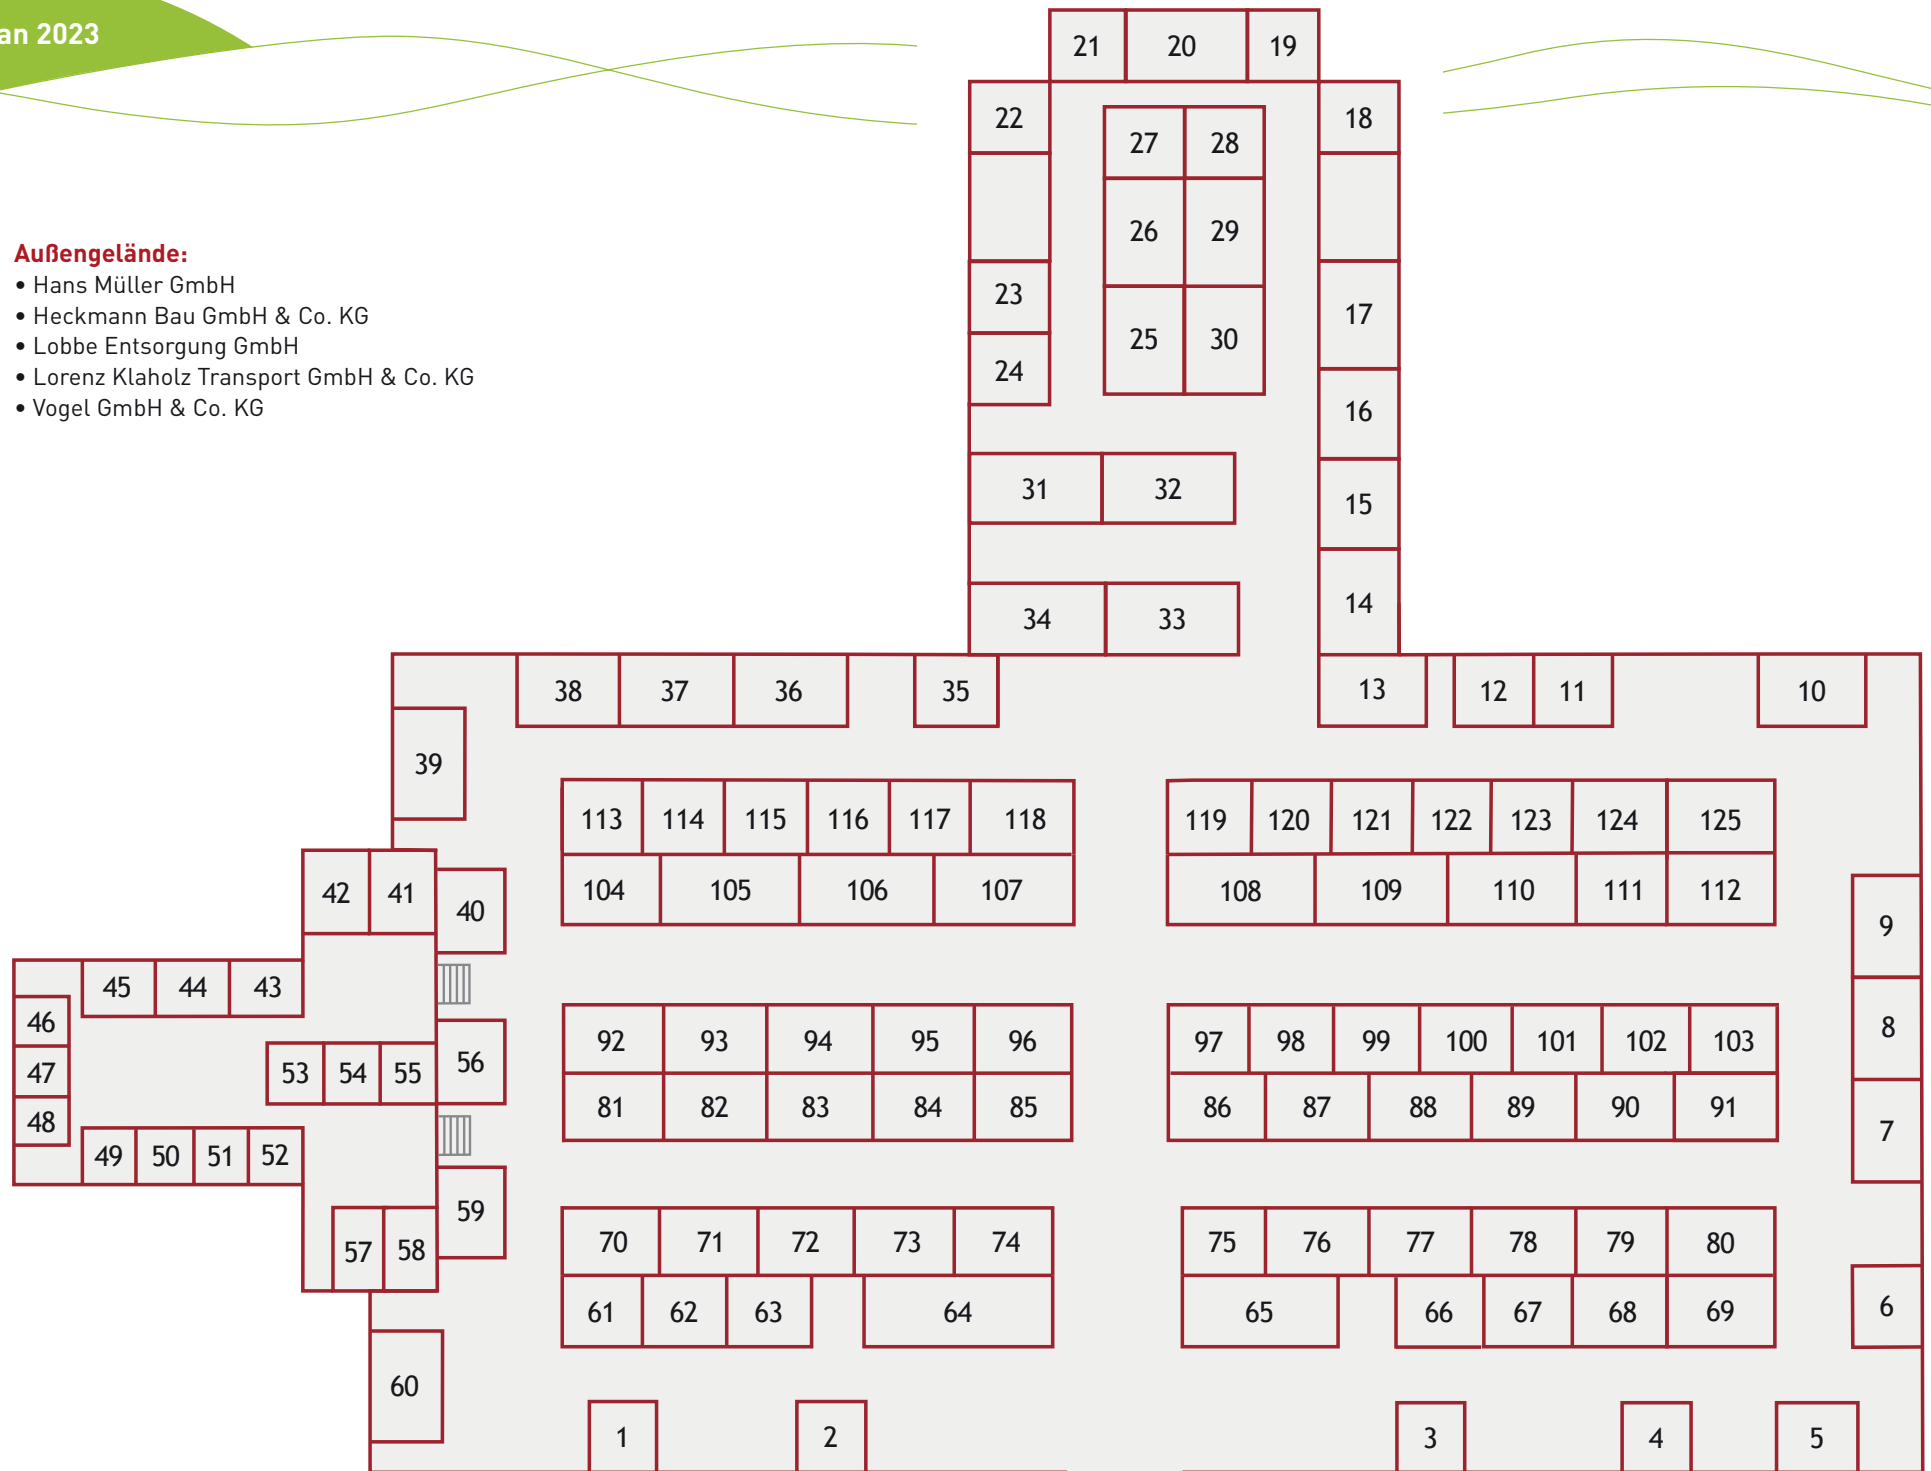 an 2023
21 20 19
22 18
27 28
26 29
23 17
25 30
24
16
31 32 15
34 33 14
Außengelände:
• Hans Müller GmbH
• Heckmann Bau GmbH & Co. KG
• Lobbe Entsorgung GmbH
• Lorenz Klaholz Transport GmbH & Co. KG
• Vogel GmbH & Co. KG
38 37 36 35 13 12 11 10
39
113 114 115 116 117 118 119 120 121 122 123 124 125
42 41 40 104 105 106 107 108 109 110 111 112
9
45 44 43
46
92 93 94 95 96 97 98 99 100 101 102 103 8
47 53 54 55 56
48 81 82 83 84 85 86 87 88 89 90 91
7
49 50 51 52
59
57 58 70 71 72 73 74 75 76 77 78 79 80
61 62 63 64 65 66 67 68 69 6
60
1 2 3 4 5